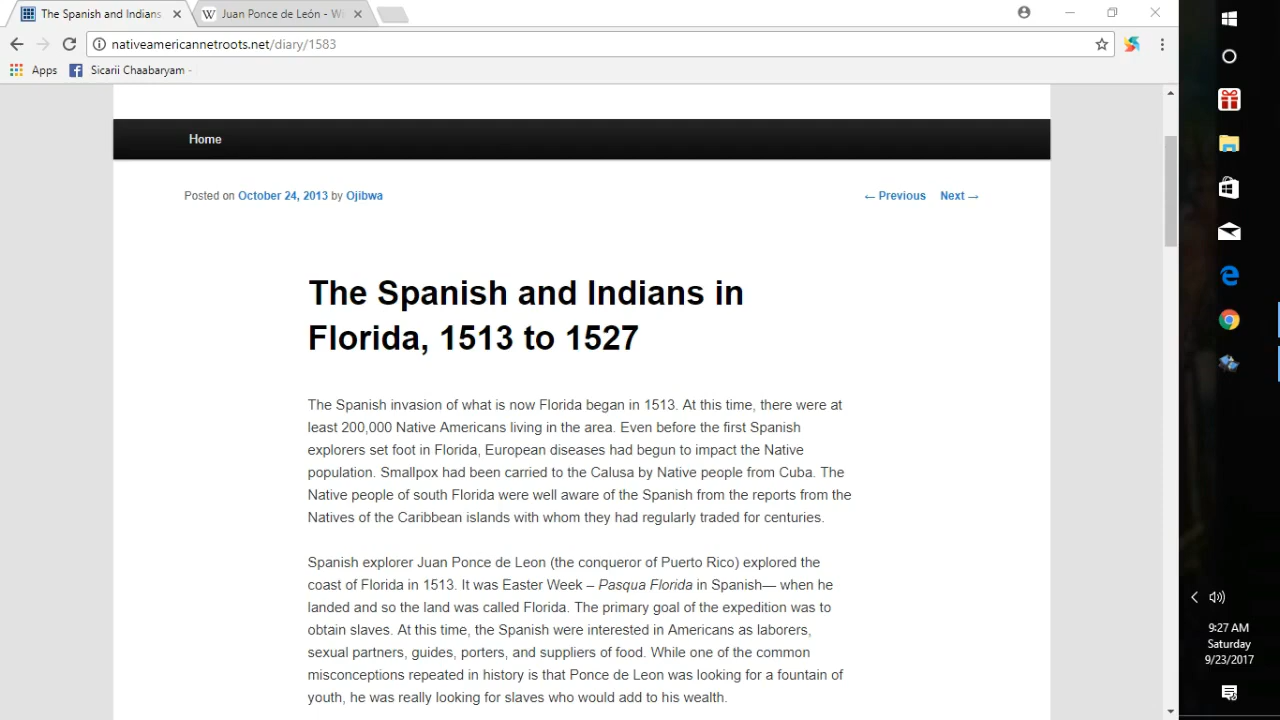 The Spanish and Indians
Juan Ponce de León - Wi
nativeamericannetroots.net/diary/1583
Apps Sicarii Chaabaryam -
Home
Posted on October 24, 2013 by Ojibwa
← Previous Next →
The Spanish and Indians in
Florida, 1513 to 1527
The Spanish invasion of what is now Florida began in 1513. At this time, there were at
least 200,000 Native Americans living in the area. Even before the first Spanish
explorers set foot in Florida, European diseases had begun to impact the Native
population. Smallpox had been carried to the Calusa by Native people from Cuba. The
Native people of south Florida were well aware of the Spanish from the reports from the
Natives of the Caribbean islands with whom they had regularly traded for centuries.
Spanish explorer Juan Ponce de Leon (the conqueror of Puerto Rico) explored the
coast of Florida in 1513. It was Easter Week – Pasqua Florida in Spanish— when he
landed and so the land was called Florida. The primary goal of the expedition was to
obtain slaves. At this time, the Spanish were interested in Americans as laborers,
sexual partners, guides, porters, and suppliers of food. While one of the common
misconceptions repeated in history is that Ponce de Leon was looking for a fountain of
youth, he was really looking for slaves who would add to his wealth.
9:27 AM
Saturday
9/23/2017